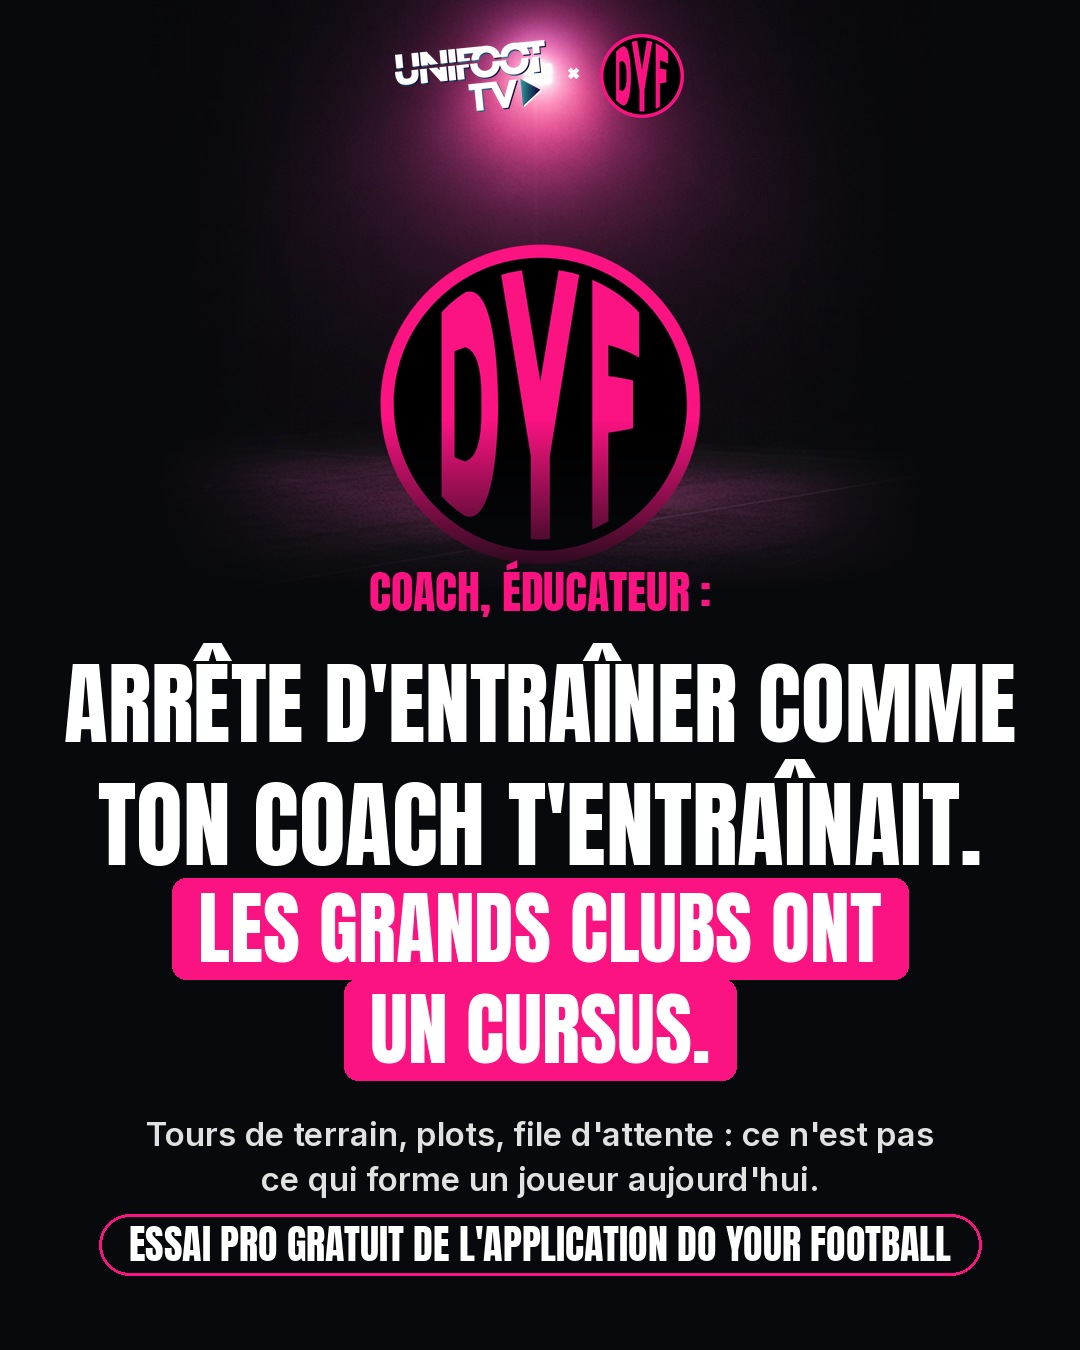 UNIFOOT
TV
DYF
DYF
COACH, ÉDUCATEUR :
ARRÊTE D'ENTRAÎNER COMME
TON COACH T'ENTRAÎNAIT.
LES GRANDS CLUBS ONT
UN CURSUS.
Tours de terrain, plots, file d'attente : ce n'est pas
ce qui forme un joueur aujourd'hui.
ESSAI PRO GRATUIT DE L'APPLICATION DO YOUR FOOTBALL